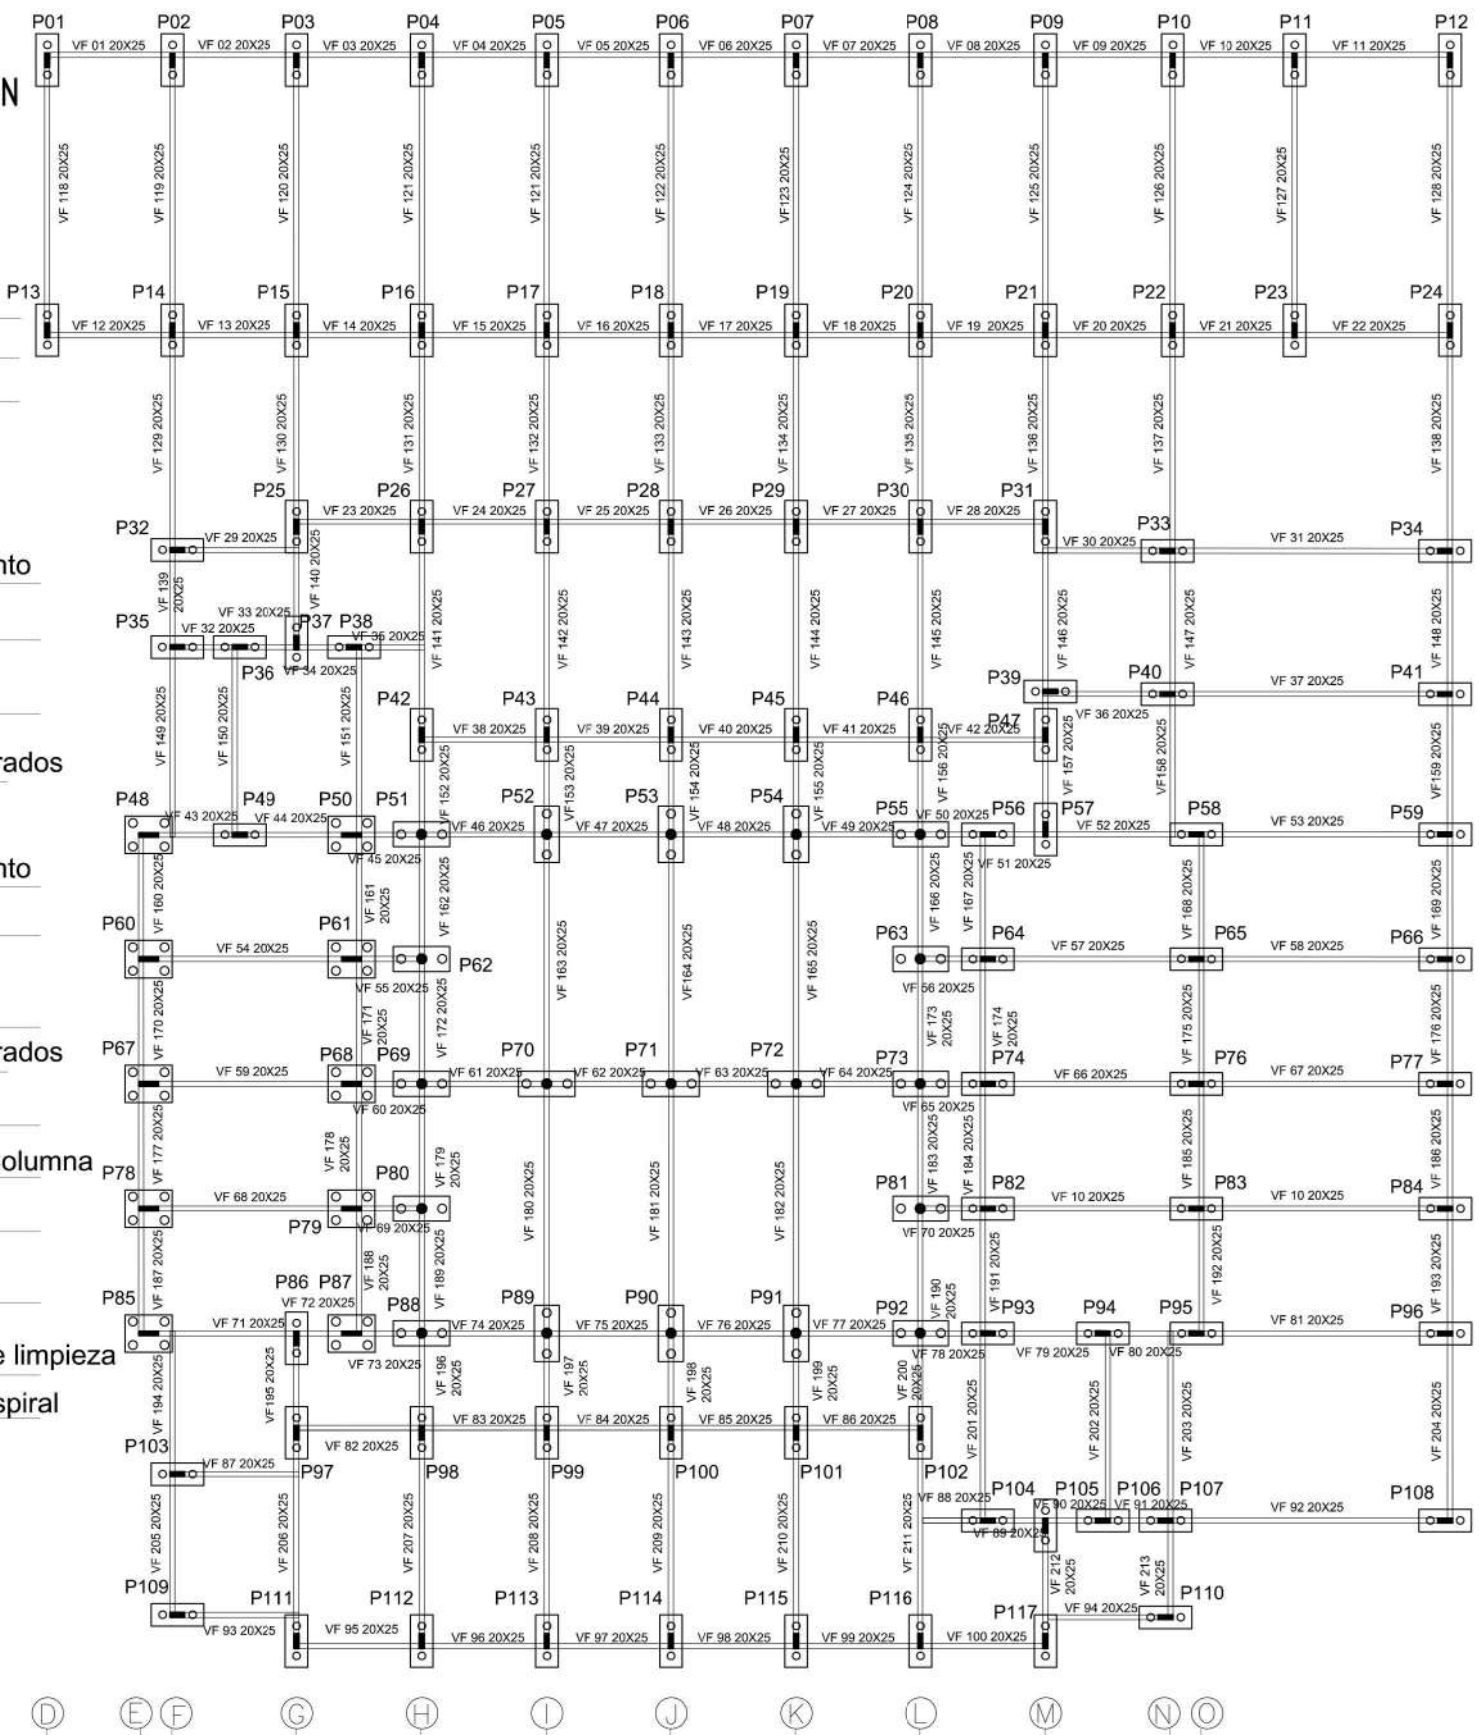 P01 P02 P03 P04 P05 P06 P07 P08 P09 P10 P11 P12
VF 01 20X25 VF 02 20X25 VF 03 20X25 VF 04 20X25 VF 05 20X25 VF 06 20X25 VF 07 20X25 VF 08 20X25 VF 09 20X25 VF 10 20X25 VF 11 20X25
N
VF 118 20X25 VF 119 20X25 VF 120 20X25 VF 121 20X25 VF 121 20X25 VF 122 20X25 VF123 20X25 VF 124 20X25 VF 125 20X25 VF 126 20X25 VF127 20X25 VF 128 20X25
P13 P14 P15 P16 P17 P18 P19 P20 P21 P22 P23 P24
VF 12 20X25 VF 13 20X25 VF 14 20X25 VF 15 20X25 VF 16 20X25 VF 17 20X25 VF 18 20X25 VF 19 20X25 VF 20 20X25 VF 21 20X25 VF 22 20X25
VF 129 20X25 VF 130 20X25 VF 131 20X25 VF 132 20X25 VF 133 20X25 VF 134 20X25 VF 135 20X25 VF 136 20X25 VF 137 20X25 VF 138 20X25
P25 P26 P27 P28 P29 P30 P31
VF 23 20X25 VF 24 20X25 VF 25 20X25 VF 26 20X25 VF 27 20X25 VF 28 20X25
P32 P33 P34
VF 29 20X25 VF 30 20X25 VF 31 20X25
nto
VF 139 20X25 VF 140 20X25 VF 141 20X25 VF 142 20X25 VF 143 20X25 VF 144 20X25 VF 145 20X25 VF 146 20X25 VF 147 20X25 VF 148 20X25
VF 33 20X25
P35 P37 P38
VF 32 20X25 VF 35 20X25
P36 VF 34 20X25
P39 P40 P41
VF 37 20X25
VF 36 20X25
P42 P43 P44 P45 P46 P47
VF 38 20X25 VF 39 20X25 VF 40 20X25 VF 41 20X25 VF 42 20X25
VF 149 20X25 VF 150 20X25 VF 151 20X25 VF 152 20X25 VF153 20X25 VF 154 20X25 VF 155 20X25 VF 156 20X25 VF 157 20X25 VF158 20X25 VF159 20X25
rados
P48 P49 P50 P51 P52 P53 P54 P55 P56 P57 P58 P59
VF 43 20X25 VF 44 20X25 VF 46 20X25 VF 47 20X25 VF 48 20X25 VF 49 20X25 VF 50 20X25 VF 52 20X25 VF 53 20X25
VF 45 20X25 VF 51 20X25
nto
VF 160 20X25 VF 161 20X25 VF 162 20X25 VF 163 20X25 VF164 20X25 VF 165 20X25 VF 166 20X25 VF 167 20X25 VF 168 20X25 VF 169 20X25
P60 P61 P62 P63 P64 P65 P66
VF 54 20X25 VF 57 20X25 VF 58 20X25
VF 55 20X25 VF 56 20X25
VF 170 20X25 VF 171 20X25 VF 172 20X25 VF 173 20X25 VF 174 20X25 VF 175 20X25 VF 176 20X25
rados
P67 P68 P69 P70 P71 P72 P73 P74 P76 P77
VF 59 20X25 VF 61 20X25 VF 62 20X25 VF 63 20X25 VF 64 20X25 VF 66 20X25 VF 67 20X25
VF 60 20X25 VF 65 20X25
VF 177 20X25 VF 178 20X25 VF 179 20X25 VF 180 20X25 VF 181 20X25 VF 182 20X25 VF 183 20X25 VF 184 20X25 VF 185 20X25 VF 186 20X25
olumna
P78 P80 P81 P82 P83 P84
VF 68 20X25 VF 10 20X25 VF 10 20X25
P79 VF 69 20X25 VF 70 20X25
VF 187 20X25 VF 188 20X25 VF 189 20X25 VF 190 20X25 VF 191 20X25 VF 192 20X25 VF 193 20X25
P85 P86 P87 P88 P89 P90 P91 P92 P93 P94 P95 P96
VF 72 20X25
VF 71 20X25 VF 74 20X25 VF 75 20X25 VF 76 20X25 VF 77 20X25 VF 81 20X25
e limpieza
VF 73 20X25 VF 78 20X25 VF 79 20X25 VF 80 20X25
spiral
VF 194 20X25 VF195 20X25 VF 196 20X25 VF 197 20X25 VF 198 20X25 VF 199 20X25 VF 200 20X25 VF 201 20X25 VF 202 20X25 VF 203 20X25 VF 204 20X25
VF 83 20X25 VF 84 20X25 VF 85 20X25 VF 86 20X25
VF 82 20X25
P103 P97 P98 P99 P100 P101 P102
VF 87 20X25
P104 P105 P106 P107 P108
VF 88 20X25 VF 90 20X25 VF 91 20X25 VF 92 20X25
VF 89 20X25
VF 205 20X25 VF 206 20X25 VF 207 20X25 VF 208 20X25 VF 209 20X25 VF 210 20X25 VF 211 20X25 VF 212 20X25 VF 213 20X25
P109 P111 P112 P113 P114 P115 P116 P117 P110
VF 94 20X25
VF 93 20X25 VF 95 20X25 VF 96 20X25 VF 97 20X25 VF 98 20X25 VF 99 20X25 VF 100 20X25
D E F G H I J K L M N O